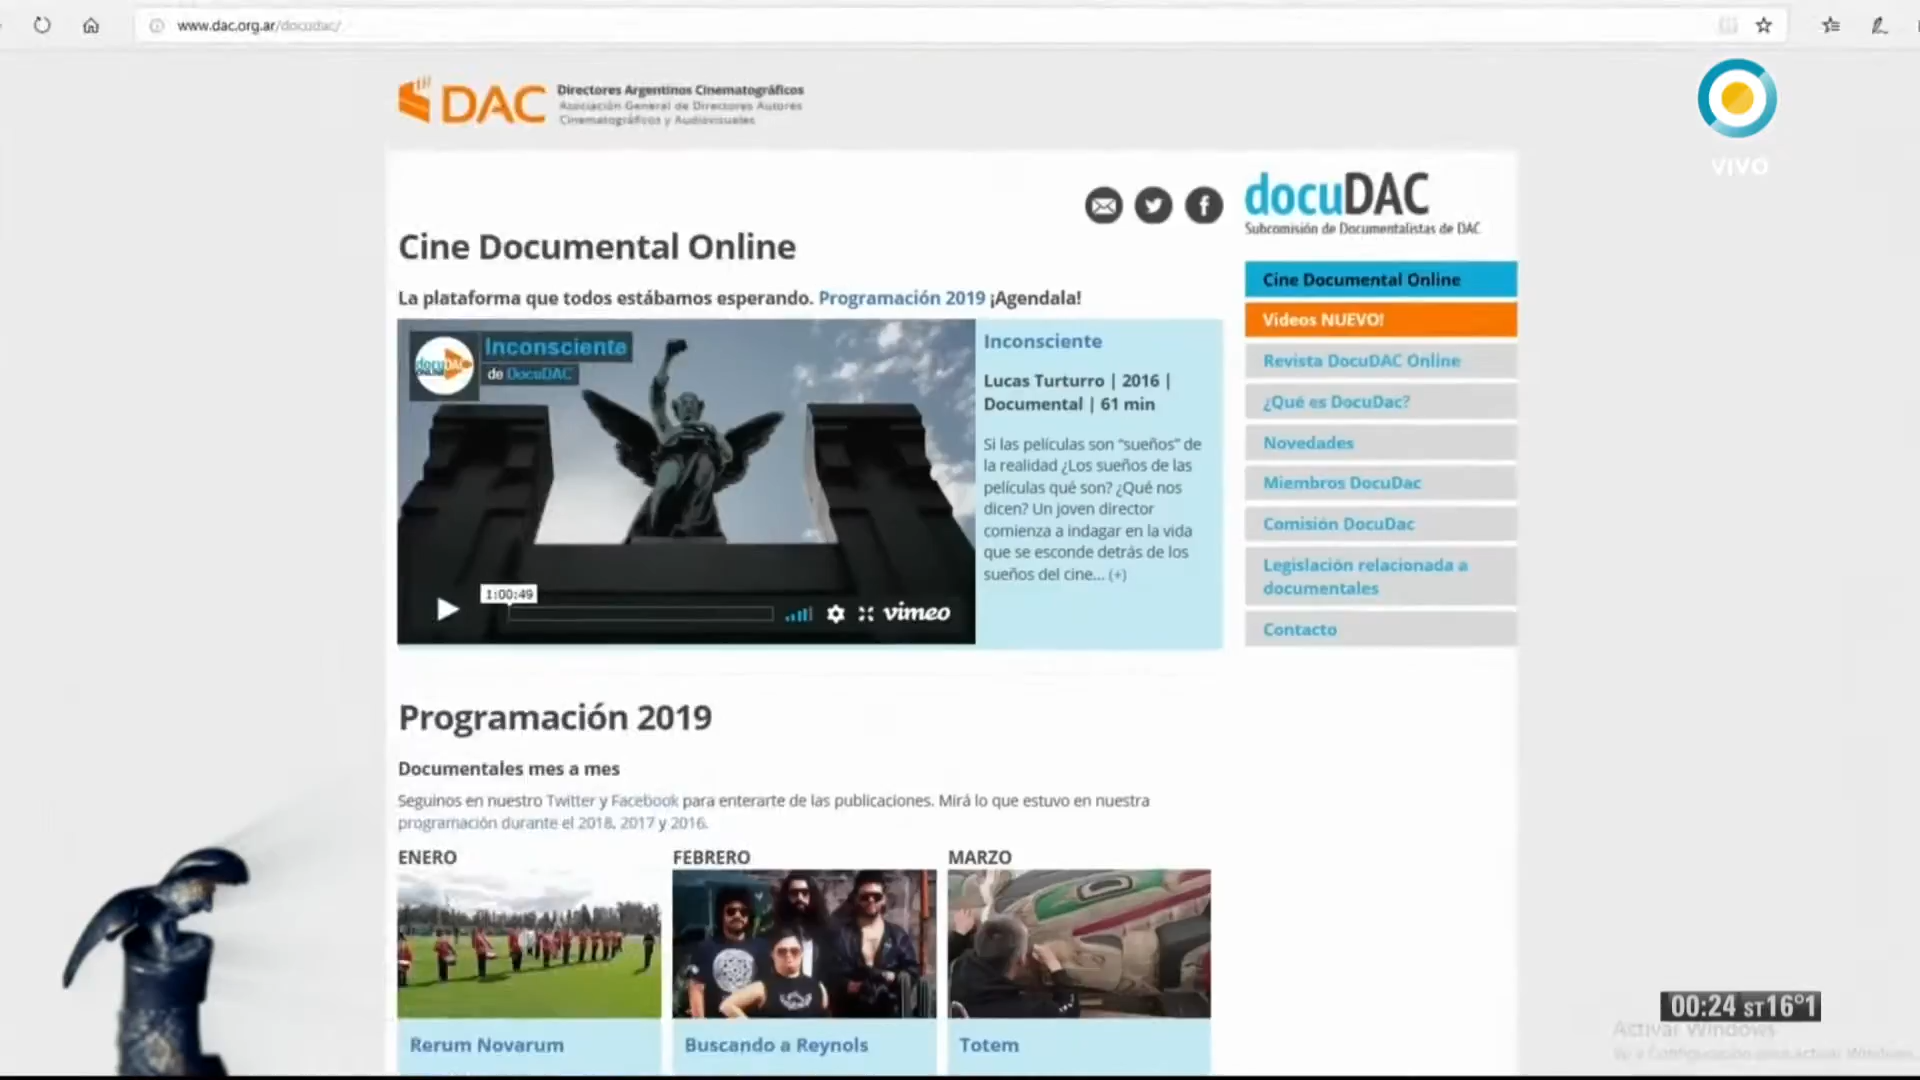 www.dac.org.ar/docudac/
DAC
Directores Argentinos Cinematográficos
Asociación General de Directores Autores
Cinematográficos y Audiovisuales
VIVO
docuDAC
Subcomisión de Documentalistas de DAC
Cine Documental Online
La plataforma que todos estábamos esperando. Programación 2019 ¡Agendala!
docuDAC
ONLINE
Inconsciente
de DocuDAC
1:00:49
vimeo
Inconsciente
Lucas Turturro | 2016 |
Documental | 61 min
Si las películas son “sueños” de
la realidad ¿Los sueños de las
películas qué son? ¿Qué nos
dicen? Un joven director
comienza a indagar en la vida
que se esconde detrás de los
sueños del cine... (+)
Cine Documental Online
Videos NUEVO!
Revista DocuDAC Online
¿Qué es DocuDac?
Novedades
Miembros DocuDac
Comisión DocuDac
Legislación relacionada a
documentales
Contacto
Programación 2019
Documentales mes a mes
Seguinos en nuestro Twitter y Facebook para enterarte de las publicaciones. Mirá lo que estuvo en nuestra
programación durante el 2018, 2017 y 2016.
ENERO
FEBRERO
MARZO
Rerum Novarum
Buscando a Reynols
Totem
00:24 ST 16°1
Activar Windows
Ve a Configuración para activar Windows.